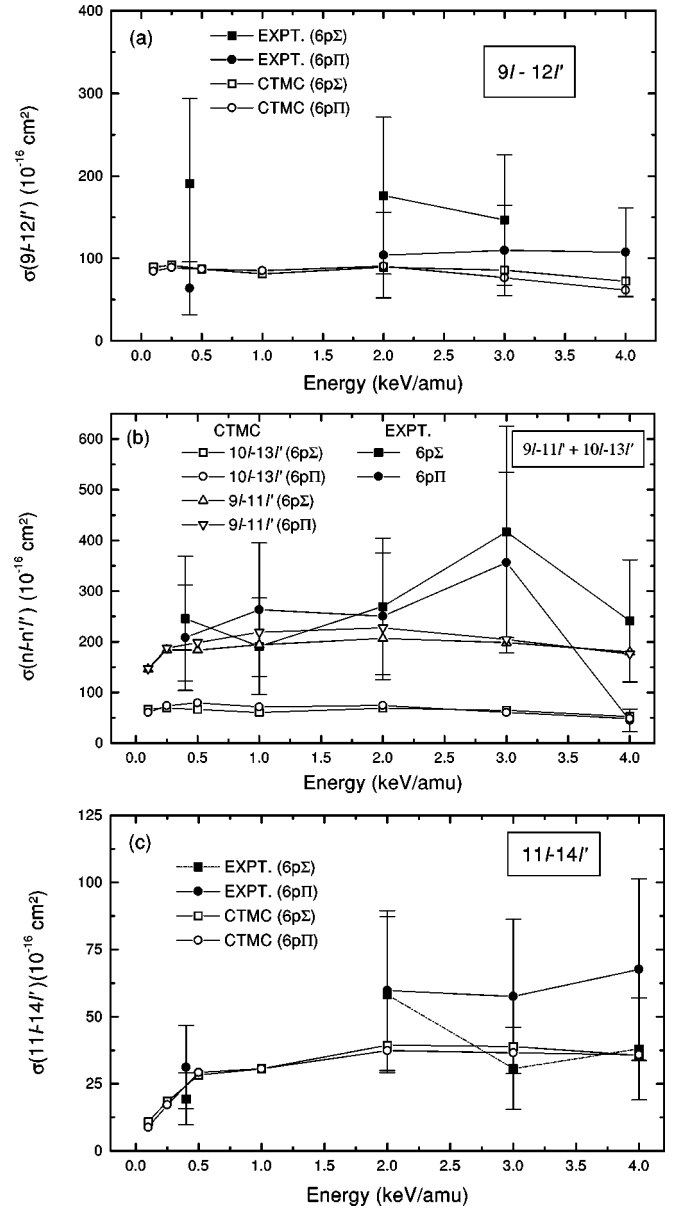 (a)
EXPT. (6pΣ)
EXPT. (6pΠ)
CTMC (6pΣ)
CTMC (6pΠ)
9l - 12l'
400
300
200
100
0
σ(9l-12l') (10⁻¹⁶ cm²)
0.0 0.5 1.0 1.5 2.0 2.5 3.0 3.5 4.0
Energy (keV/amu)
(b)
CTMC EXPT.
10l-13l' (6pΣ) 6pΣ
10l-13l' (6pΠ) 6pΠ
9l-11l' (6pΣ)
9l-11l' (6pΠ)
9l-11l' + 10l-13l'
600
500
400
300
200
100
0
σ(nl-n'l') (10⁻¹⁶ cm²)
0.0 0.5 1.0 1.5 2.0 2.5 3.0 3.5 4.0
Energy (keV/amu)
(c)
EXPT. (6pΣ)
EXPT. (6pΠ)
CTMC (6pΣ)
CTMC (6pΠ)
11l-14l'
125
100
75
50
25
0
σ(11l-14l') (10⁻¹⁶ cm²)
0.0 0.5 1.0 1.5 2.0 2.5 3.0 3.5 4.0
Energy (keV/amu)